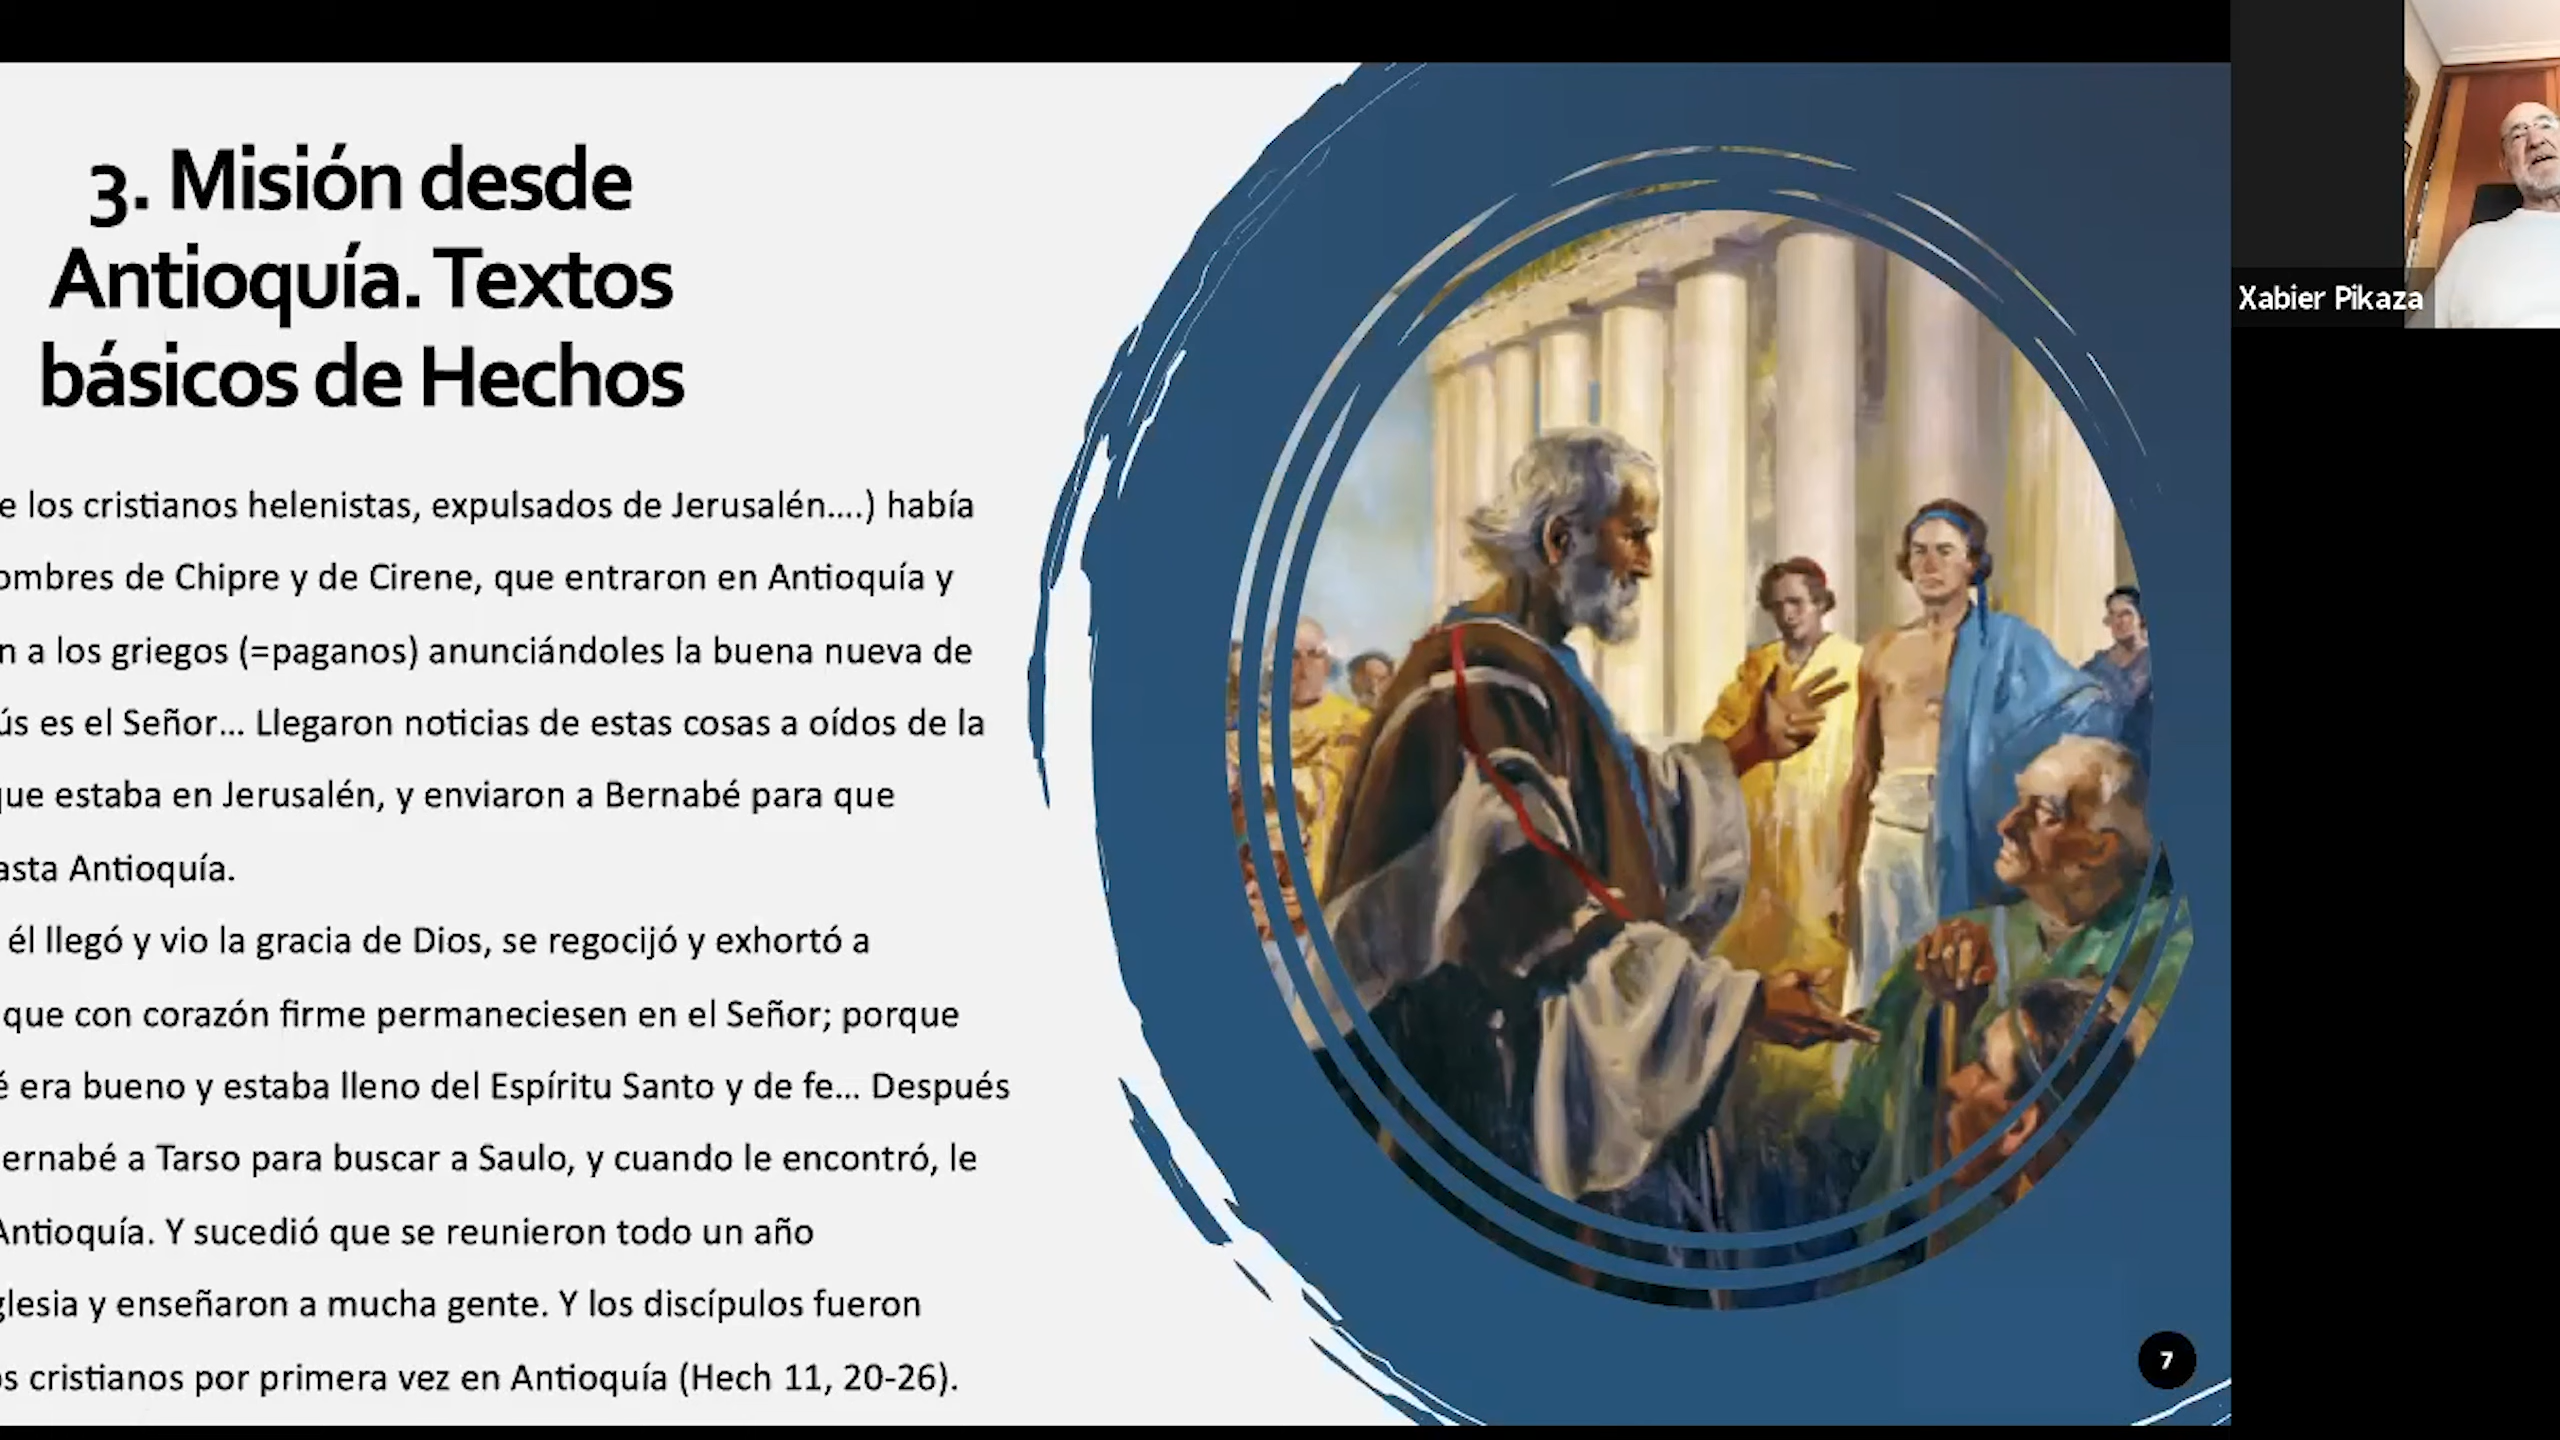 3. Misión desde
Antioquía. Textos
básicos de Hechos
e los cristianos helenistas, expulsados de Jerusalén....) había
ombres de Chipre y de Cirene, que entraron en Antioquía y
n a los griegos (=paganos) anunciándoles la buena nueva de
ús es el Señor... Llegaron noticias de estas cosas a oídos de la
que estaba en Jerusalén, y enviaron a Bernabé para que
asta Antioquía.
él llegó y vio la gracia de Dios, se regocijó y exhortó a
que con corazón firme permaneciesen en el Señor; porque
é era bueno y estaba lleno del Espíritu Santo y de fe... Después
ernabé a Tarso para buscar a Saulo, y cuando le encontró, le
Antioquía. Y sucedió que se reunieron todo un año
glesia y enseñaron a mucha gente. Y los discípulos fueron
os cristianos por primera vez en Antioquía (Hech 11, 20-26).
7
Xabier Pikaza